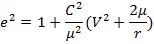 e² = 1 + C²/μ² (V² + 2μ/r)